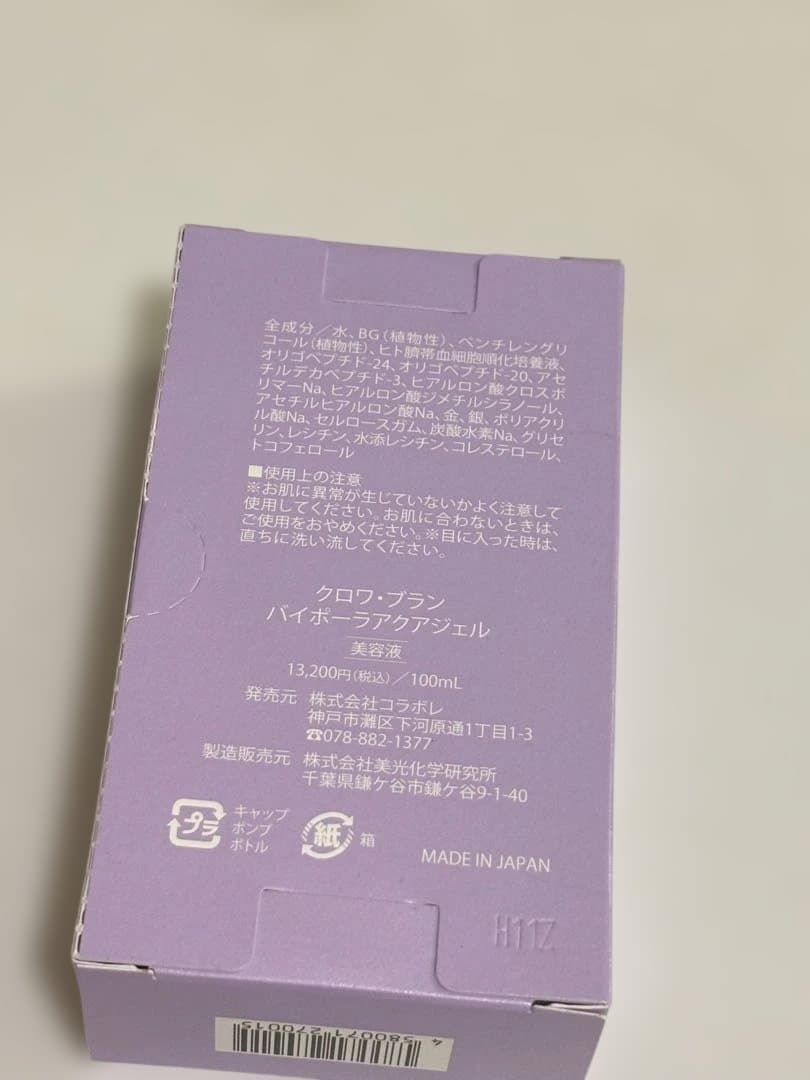 全成分／水、BG（植物性）、ペンチレングリ
コール（植物性）、ヒト臍帯血細胞順化培養液、
オリゴペプチド-24、オリゴペプチド-20、アセ
チルデカペプチド-3、ヒアルロン酸クロスポ
リマーNa、ヒアルロン酸ジメチルシラノール、
アセチルヒアルロン酸Na、金、銀、ポリアクリ
ル酸Na、セルロースガム、炭酸水素Na、グリセ
リン、レシチン、水添レシチン、コレステロール、
トコフェロール
■使用上の注意
※お肌に異常が生じていないかよく注意して
使用してください。お肌に合わないときは、
ご使用をおやめください。※目に入った時は、
直ちに洗い流してください。
クロワ・ブラン
バイポーラアクアジェル
美容液
13,200円（税込）／100mL
発売元 株式会社コラボレ
神戸市灘区下河原通1丁目1-3
☎078-882-1377
製造販売元 株式会社美光化学研究所
千葉県鎌ケ谷市鎌ケ谷9-1-40
プラ キャップ
ポンプ
ボトル
紙 箱
MADE IN JAPAN
H11Z
4 580071 270015